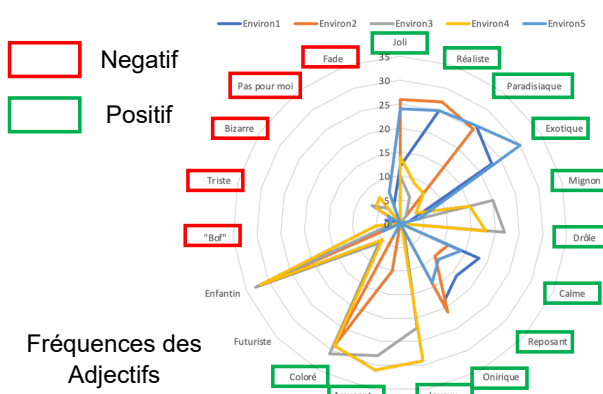 Environ1 Environ2 Environ3 Environ4 Environ5
Negatif
Positif
Joli
Réaliste
Paradisiaque
Exotique
Mignon
Drôle
Calme
Reposant
Onirique
Coloré
Futuriste
Enfantin
"Bof"
Triste
Bizarre
Pas pour moi
Fade
35
30
25
20
15
10
5
0
Fréquences des
Adjectifs